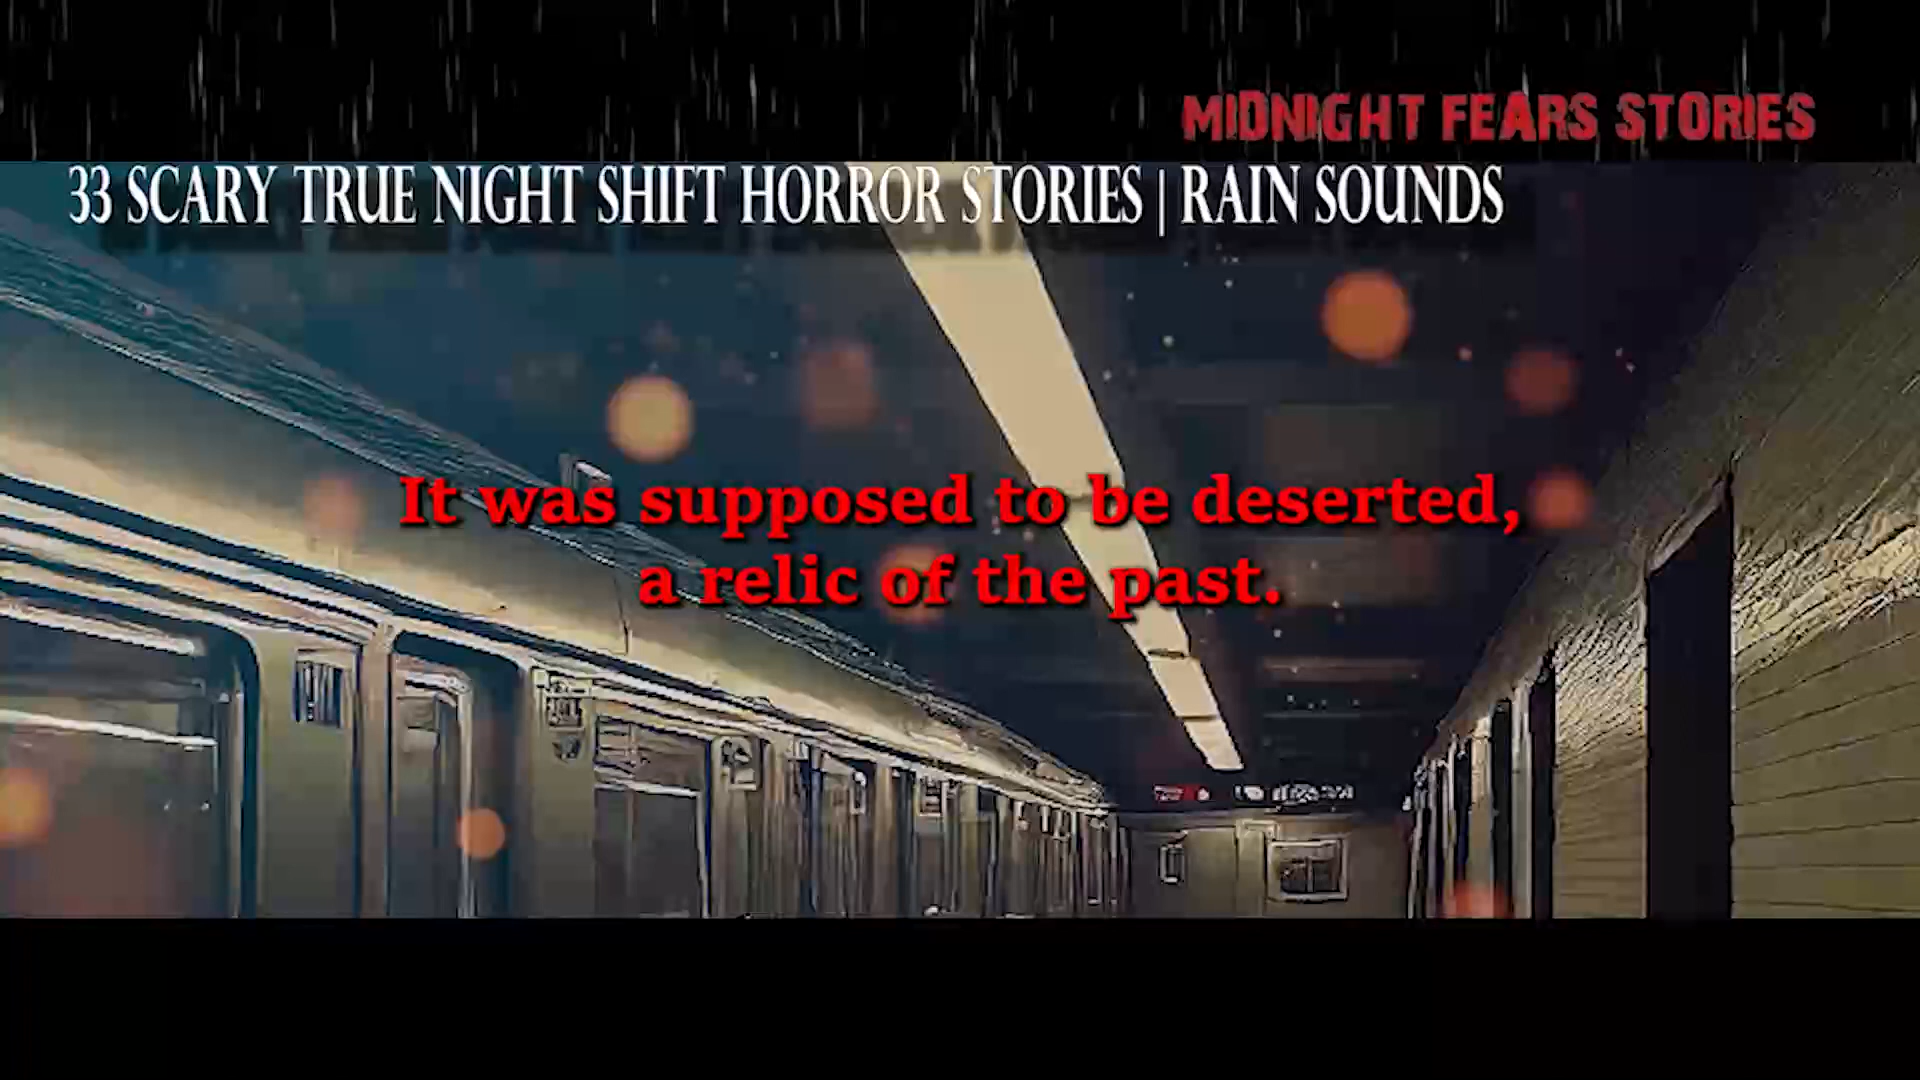 MIDNIGHT FEARS STORIES
33 SCARY TRUE NIGHT SHIFT HORROR STORIES | RAIN SOUNDS
It was supposed to be deserted,
a relic of the past.